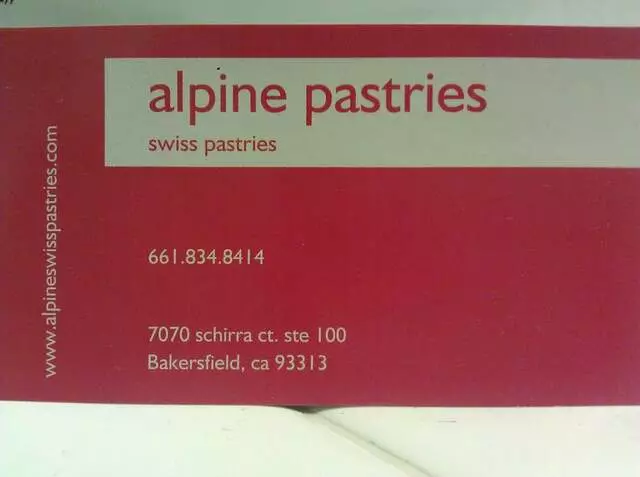 alpine pastries
swiss pastries
www.alpineswisspastries.com
661.834.8414
7070 schirra ct. ste 100
Bakersfield, ca 93313